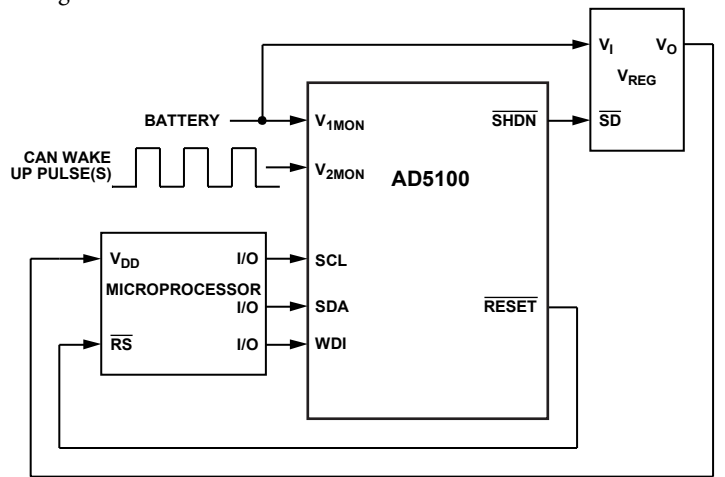 V_I V_O
V_REG
SD
BATTERY
V_1MON
SHDN
CAN WAKE
UP PULSE(S)
V_2MON
AD5100
V_DD
I/O
SCL
MICROPROCESSOR
I/O
SDA
RESET
RS
I/O
WDI